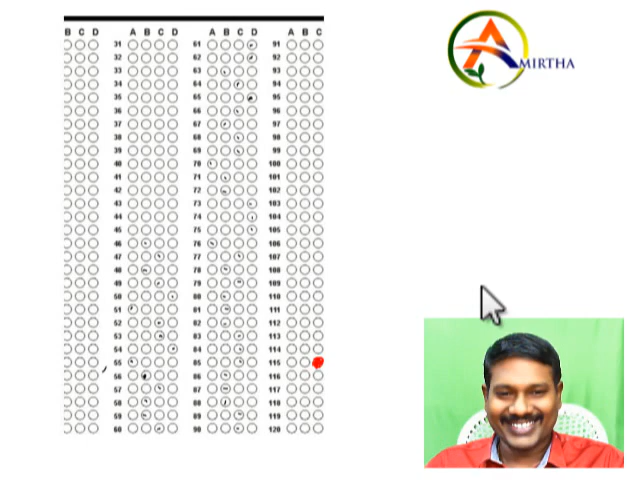 B C D A B C D A B C D A B C
31 61 91
32 62 92
33 63 93
34 64 94
35 65 95
36 66 96
37 67 97
38 68 98
39 69 99
40 70 100
41 71 101
42 72 102
43 73 103
44 74 104
45 75 105
46 76 106
47 77 107
48 78 108
49 79 109
50 80 110
51 81 111
52 82 112
53 83 113
54 84 114
55 85 115
56 86 116
57 87 117
58 88 118
59 89 119
60 90 120
AMIRTHA